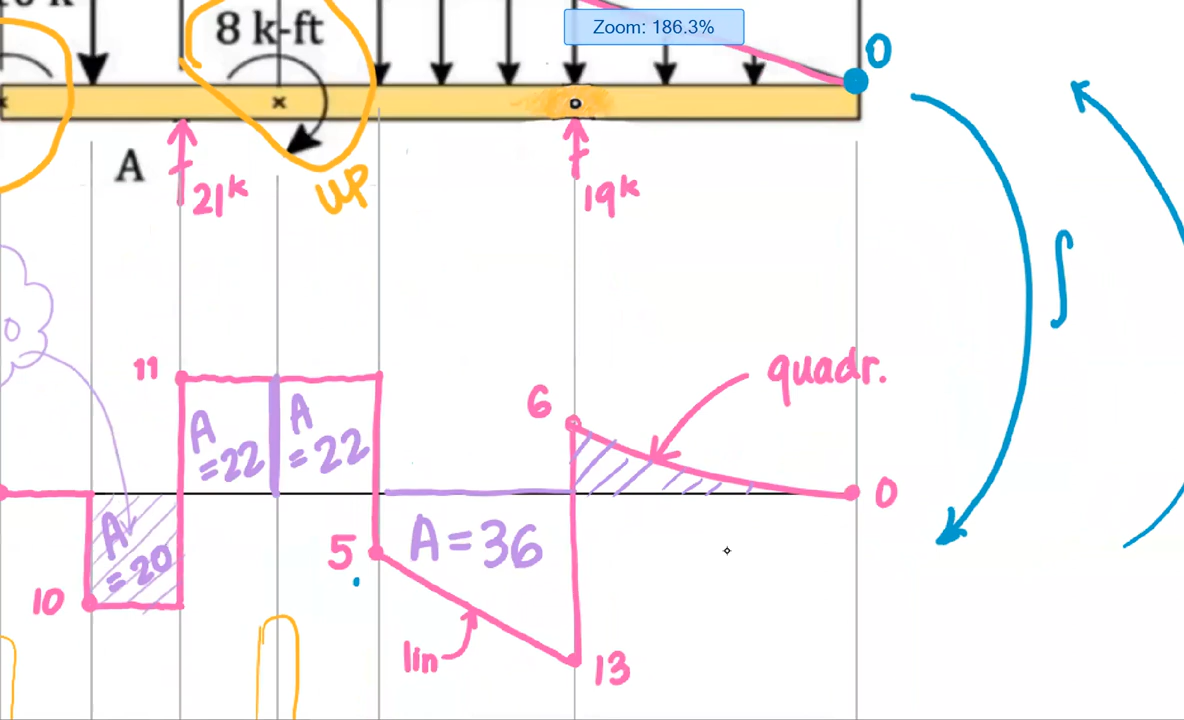 8 k-ft
Zoom: 186.3%
0
A
21k
UP
19k
∫
11
A
=22
A
=22
6
quadr.
0
A
=20
10
5
A=36
lin
13